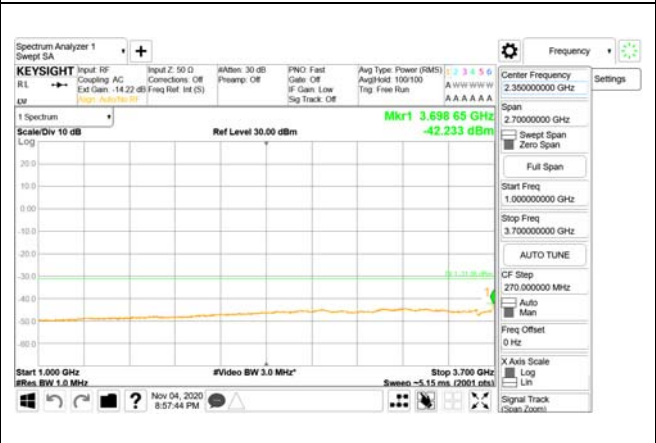 Spectrum Analyzer 1
Swept SA
Frequency
KEYSIGHT
RL
Input: RF
Coupling: AC
Ext Gain: -14.22 dB
Align: Auto/No RF
Input Z: 50 Ω
Corrections: Off
Freq Ref: Int (S)
#Atten: 30 dB
Preamp: Off
PNO: Fast
Gate: Off
IF Gain: Low
Sig Track: Off
Avg Type: Power (RMS)
Avg|Hold: 100/100
Trig: Free Run
1 2 3 4 5 6
A W W W W W
A A A A A A
1 Spectrum
Scale/Div 10 dB
Log
Ref Level 30.00 dBm
Mkr1 3.698 65 GHz
-42.233 dBm
20.0
10.0
0.00
-10.0
-20.0
-30.0
-40.0
-50.0
-60.0
1
Start 1.000 GHz
#Res BW 1.0 MHz
#Video BW 3.0 MHz*
Stop 3.700 GHz
Sweep ~5.15 ms (2001 pts)
Nov 04, 2020
8:57:44 PM
Center Frequency
2.350000000 GHz
Settings
Span
2.70000000 GHz
Swept Span
Zero Span
Full Span
Start Freq
1.000000000 GHz
Stop Freq
3.700000000 GHz
AUTO TUNE
CF Step
270.000000 MHz
Auto
Man
Freq Offset
0 Hz
X Axis Scale
Log
Lin
Signal Track
(Span Zoom)